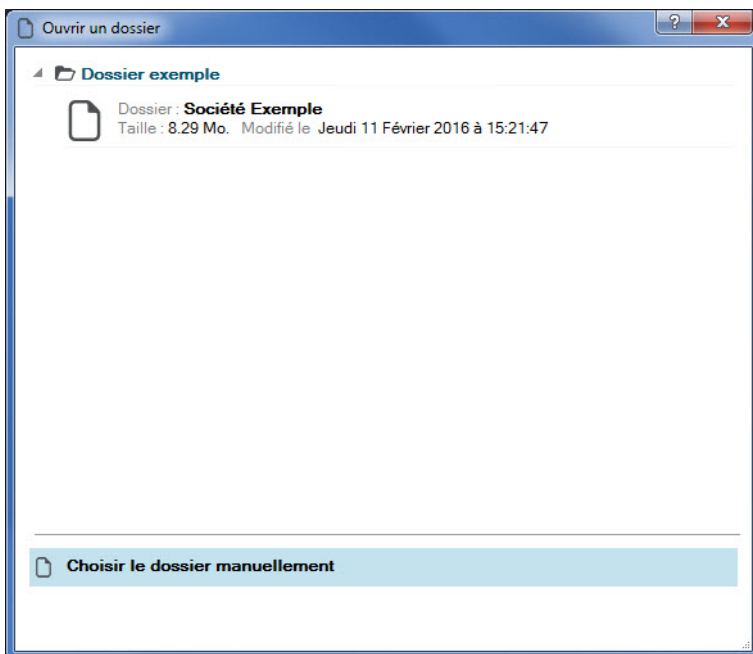 Ouvrir un dossier
?
X
Dossier exemple
Dossier : Société Exemple
Taille : 8.29 Mo. Modifié le Jeudi 11 Février 2016 à 15:21:47
Choisir le dossier manuellement